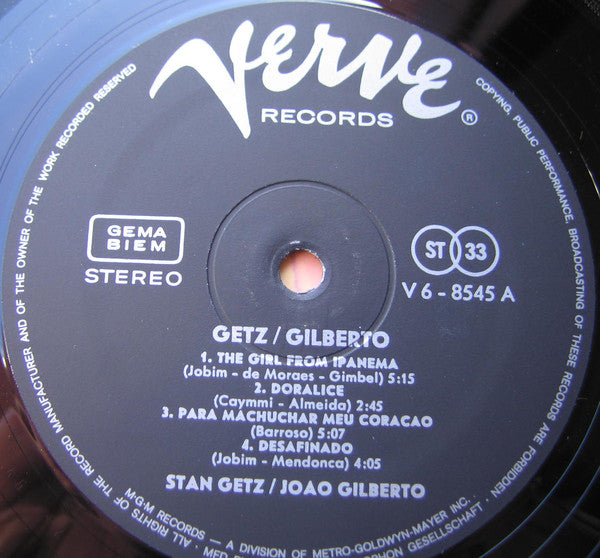 Verve
RECORDS
®
GEMA
BIEM
STEREO
ST 33
V 6 - 8545 A
GETZ / GILBERTO
1. THE GIRL FROM IPANEMA
(Jobim - de Moraes - Gimbel) 5:15
2. DORALICE
(Caymmi - Almeida) 2:45
3. PARA MACHUCHAR MEU CORACAO
(Barroso) 5:07
4. DESAFINADO
(Jobim - Mendonca) 4:05
STAN GETZ / JOAO GILBERTO
ALL RIGHTS OF THE RECORD MANUFACTURER AND OF THE OWNER OF THE WORK RECORDED RESERVED
COPYING, PUBLIC PERFORMANCE, BROADCASTING OF THESE RECORDS ARE FORBIDDEN
M-G-M RECORDS — A DIVISION OF METRO-GOLDWYN-MAYER INC. ·
GESELLSCHAFT ·